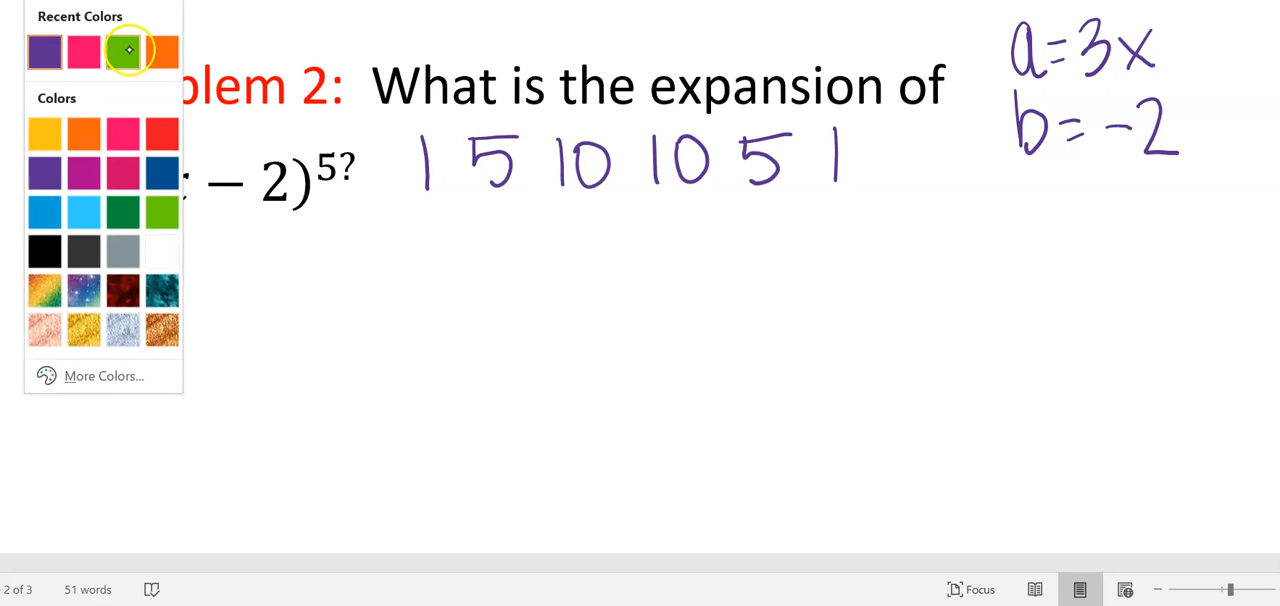 Recent Colors
Colors
More Colors...
blem 2: What is the expansion of
− 2)^5?
1 5 10 10 5 1
a=3x
b=-2
2 of 3
51 words
Focus